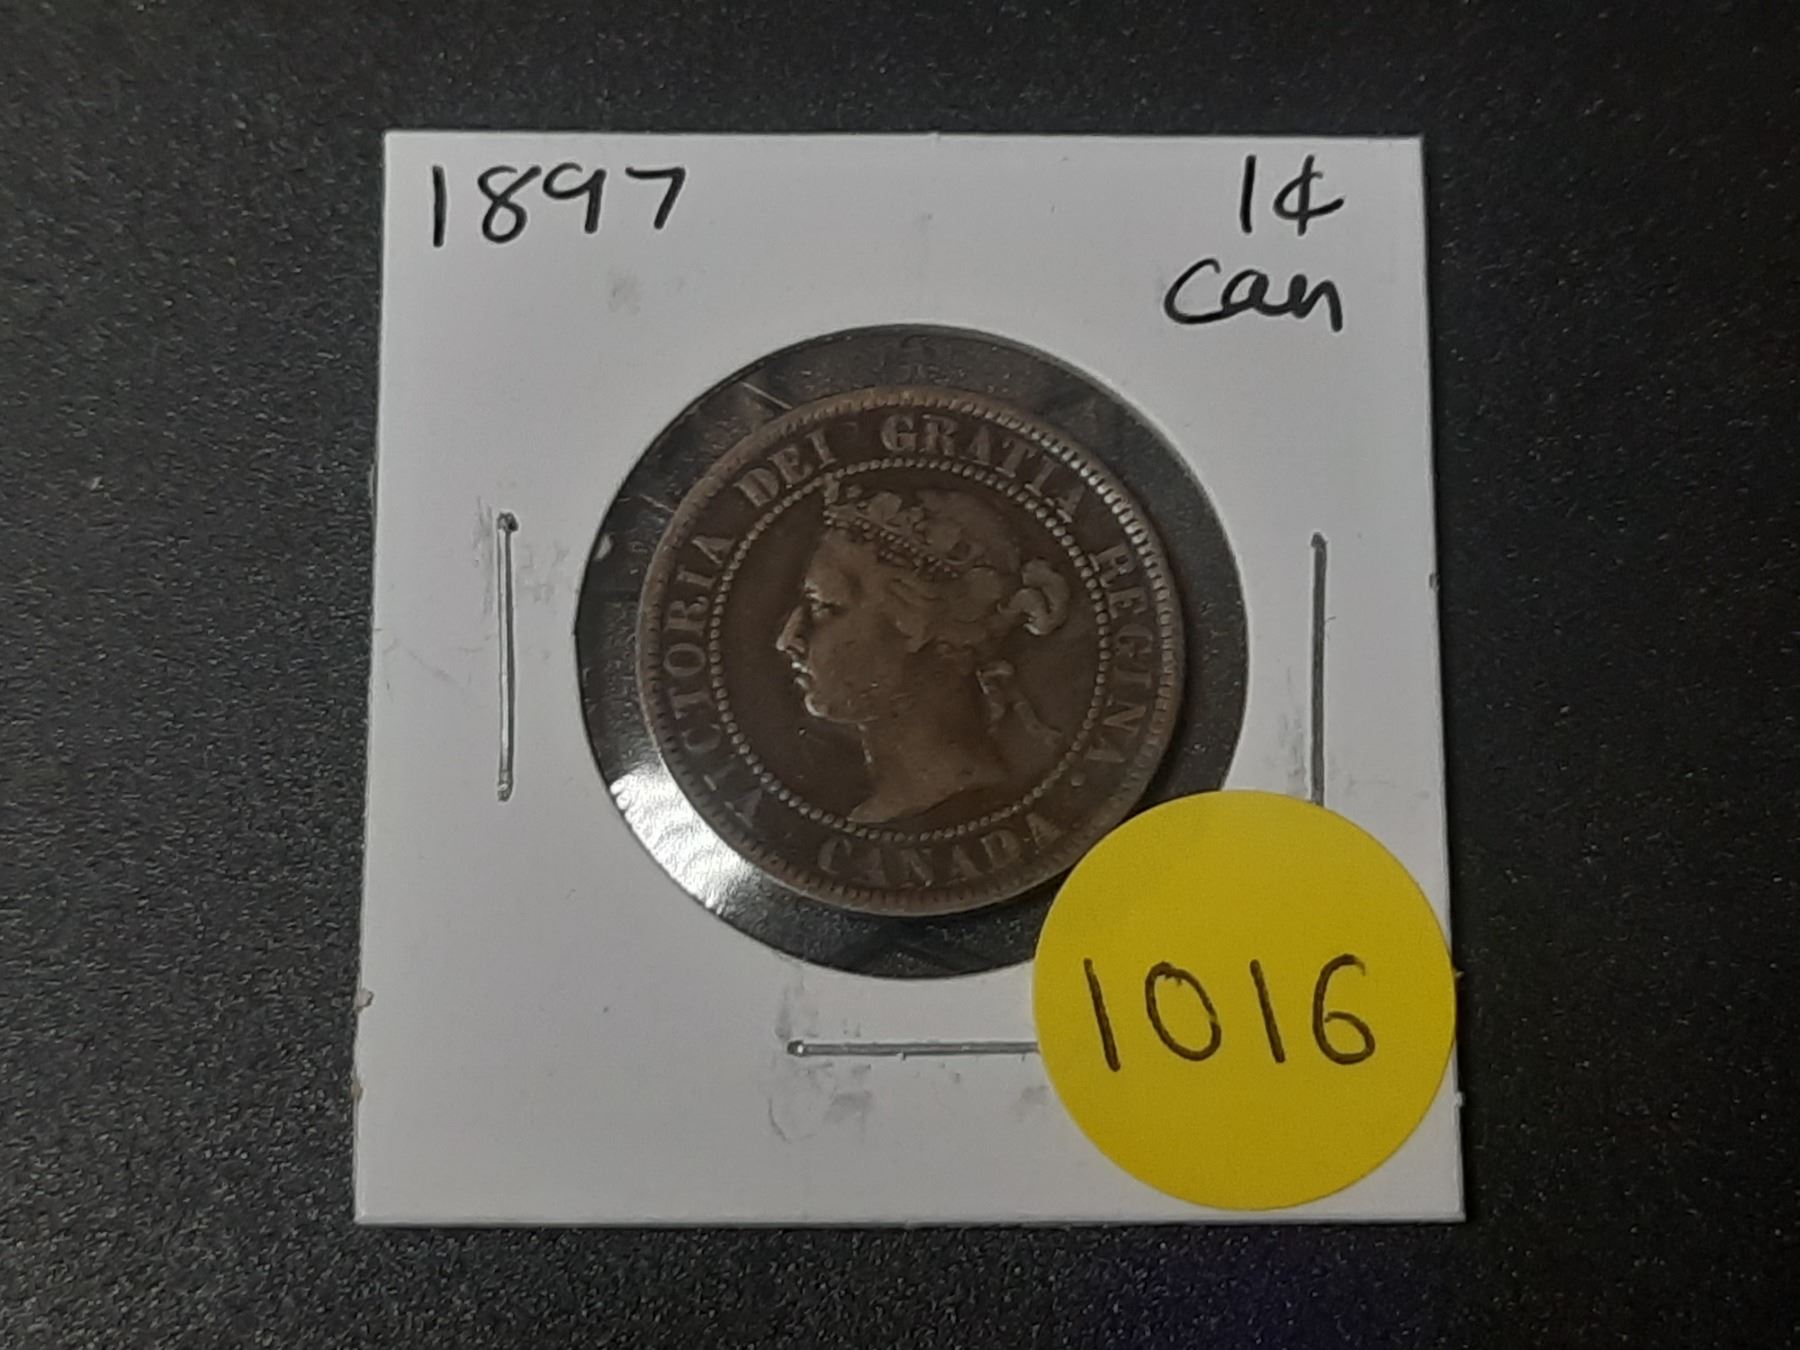 1897
1¢
Can
VICTORIA DEI GRATIA REGINA.
CANADA
1016